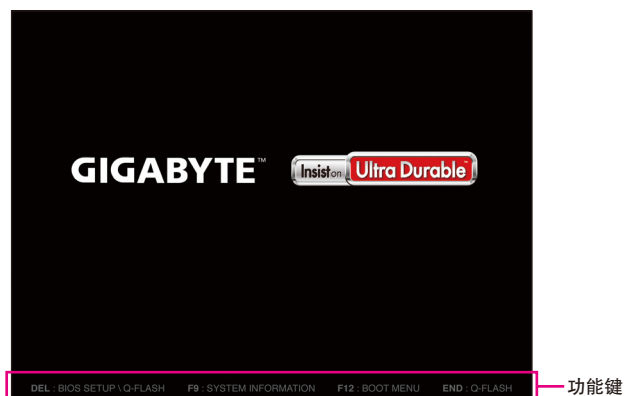 GIGABYTE™ Insist on Ultra Durable™
DEL : BIOS SETUP \ Q-FLASH F9 : SYSTEM INFORMATION F12 : BOOT MENU END : Q-FLASH
功能键